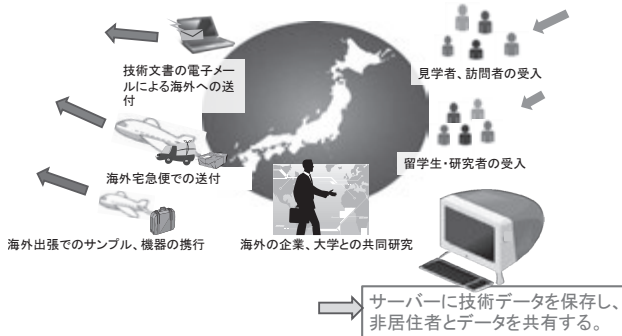 技術文書の電子メー
ルによる海外への送
付
見学者、訪問者の受入
海外宅急便での送付
留学生・研究者の受入
海外出張でのサンプル、機器の携行
海外の企業、大学との共同研究
サーバーに技術データを保存し、
非居住者とデータを共有する。